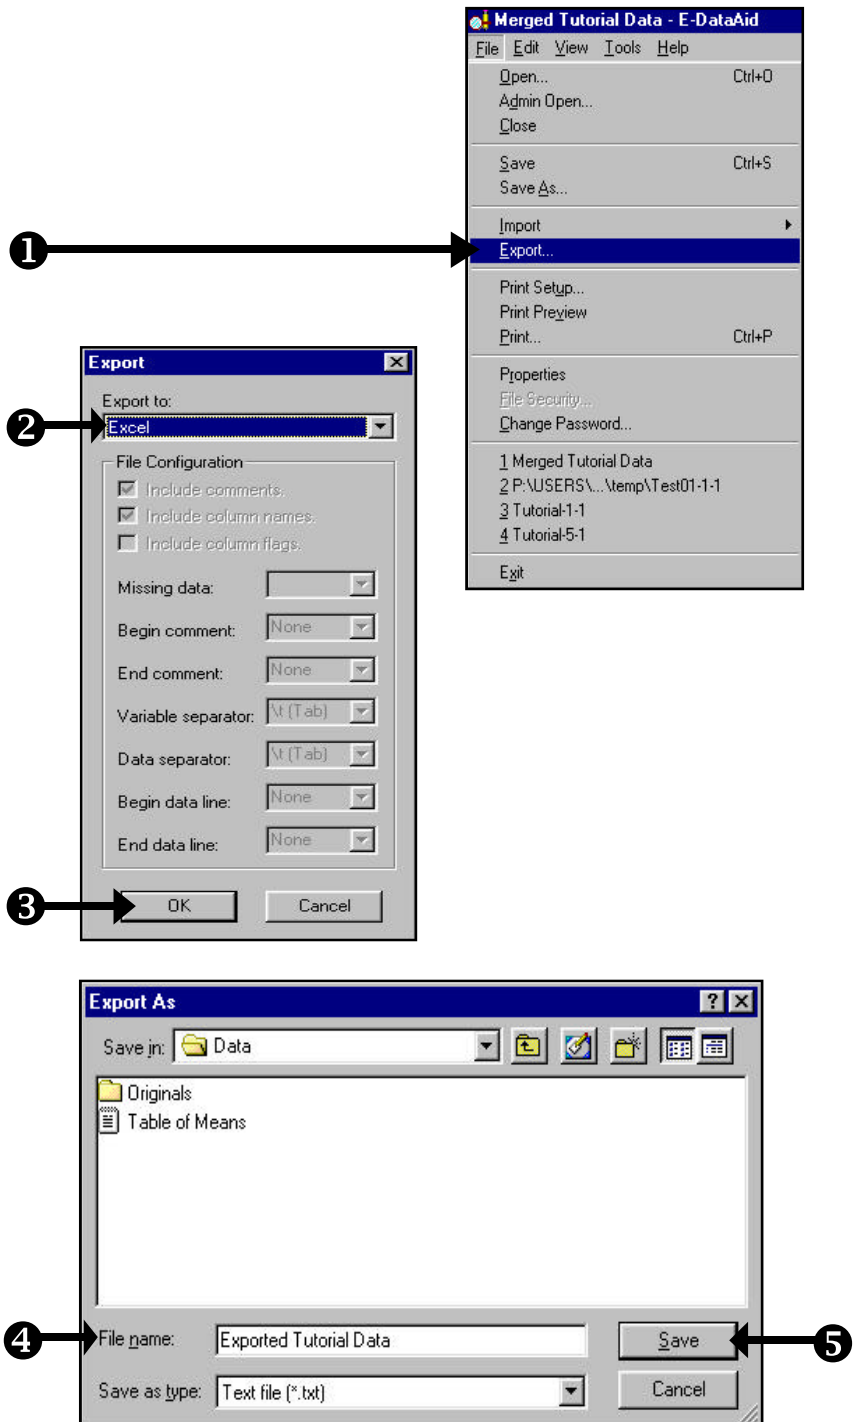 Merged Tutorial Data - E-DataAid
File Edit View Tools Help
Open... Ctrl+O
Admin Open...
Close
Save Ctrl+S
Save As...
Import
1
Export...
Print Setup...
Print Preview
Print... Ctrl+P
Properties
File Security...
Change Password...
1 Merged Tutorial Data
2 P:\USERS\...\temp\Test01-1-1
3 Tutorial-1-1
4 Tutorial-5-1
Exit
Export
Export to:
2
Excel
File Configuration
Include comments.
Include column names.
Include column flags.
Missing data:
Begin comment: None
End comment: None
Variable separator: \t (Tab)
Data separator: \t (Tab)
Begin data line: None
End data line: None
3
OK Cancel
Export As
Save in: Data
Originals
Table of Means
4 File name: Exported Tutorial Data Save 5
Save as type: Text file (*.txt) Cancel